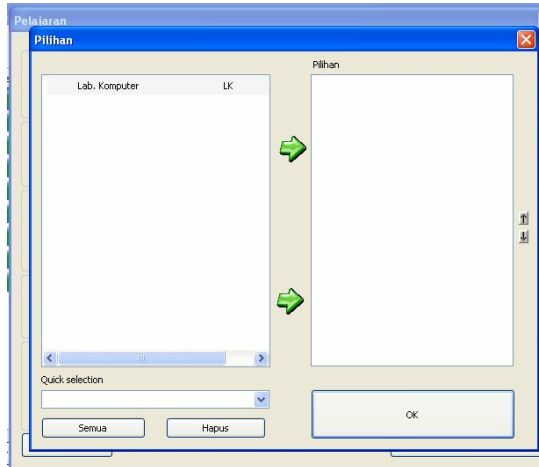 Pelajaran
Pilihan
Pilihan
Lab. Komputer LK
Quick selection
Semua
Hapus
OK